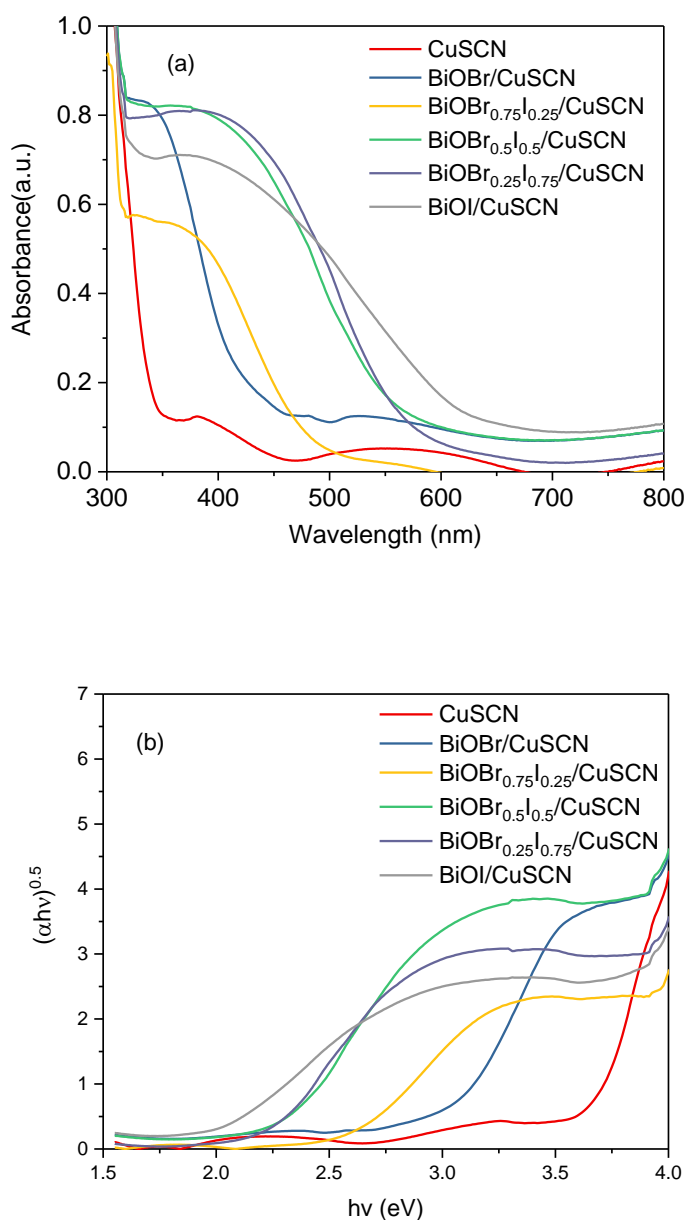 1.0
(a)
CuSCN
BiOBr/CuSCN
0.8
BiOBr0.75I0.25/CuSCN
BiOBr0.5I0.5/CuSCN
BiOBr0.25I0.75/CuSCN
0.6
BiOI/CuSCN
Absorbance(a.u.)
0.4
0.2
0.0
300 400 500 600 700 800
Wavelength (nm)
7
CuSCN
(b)
BiOBr/CuSCN
6
BiOBr0.75I0.25/CuSCN
BiOBr0.5I0.5/CuSCN
5
BiOBr0.25I0.75/CuSCN
BiOI/CuSCN
4
(αhν)0.5
3
2
1
0
1.5 2.0 2.5 3.0 3.5 4.0
hν (eV)